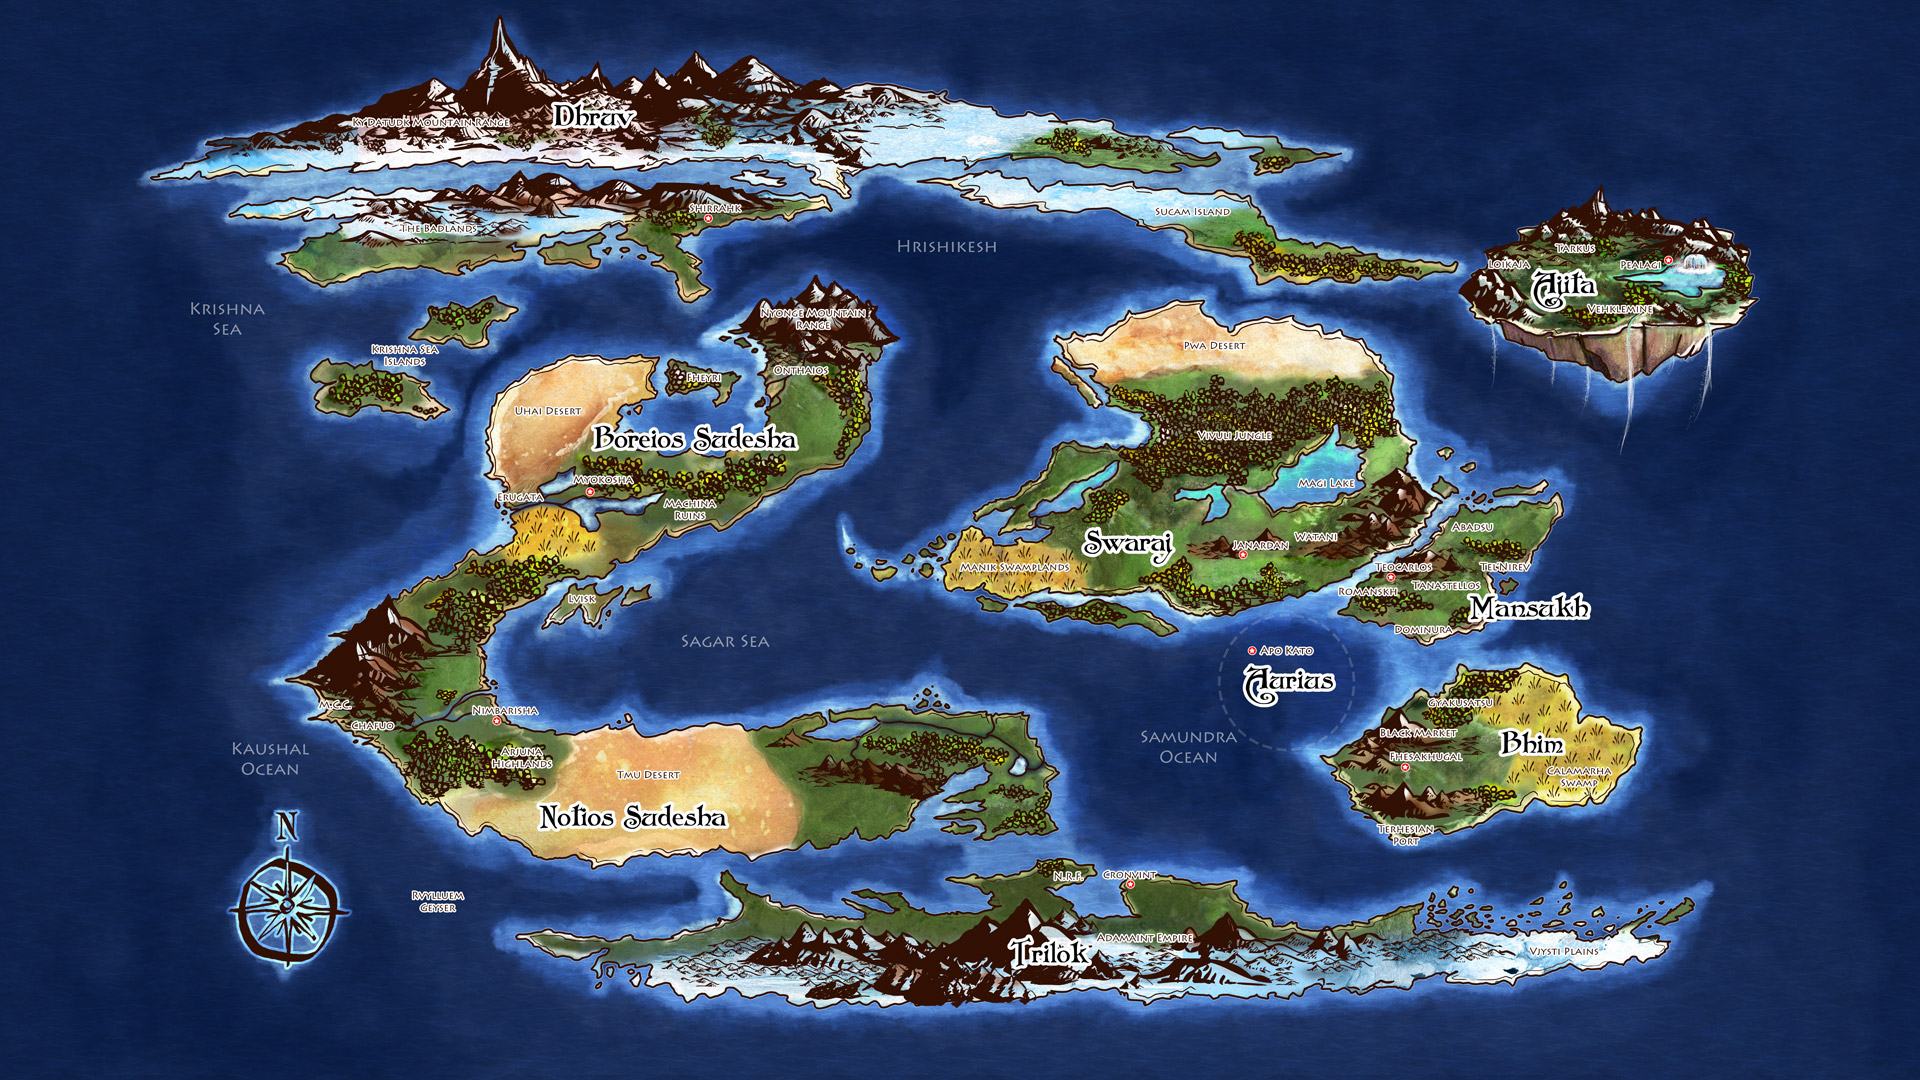 Dhruv
Ky'Datudk Mountain Range
Shirrahk
The Badlands
Sucam Island
Hrishikesh
Tarkus
Loikaja
Pealagi
Ajita
Vehklemine
Krishna
Sea
Krishna Sea
Islands
Nyonge Mountain
Range
Onthaios
Fheyri
Uhai Desert
Boreios Sudesha
Myokosha
Erugata
Machina
Ruins
Lvisk
Pwa Desert
Vivuli Jungle
Magi Lake
Swaraj
Janardan
Watani
Manik Swamplands
Abadsu
Teocarlos
Tel'Nirev
Tanastellos
Romanskh
Mansukh
Dominura
Sagar Sea
Apo Kato
Aurius
Samundra
Ocean
Gyakusatsu
Black Market
Bhim
Fhesakhugal
Calamarha
Swamp
Terhesian
Port
M.G.C.
Chafuo
Nimbarisha
Arjuna
Highlands
Tmu Desert
Notios Sudesha
Kaushal
Ocean
N
Rvylluem
Geyser
N.R.F.
Cronvint
Trilok
Adamaint Empire
Vjysti Plains